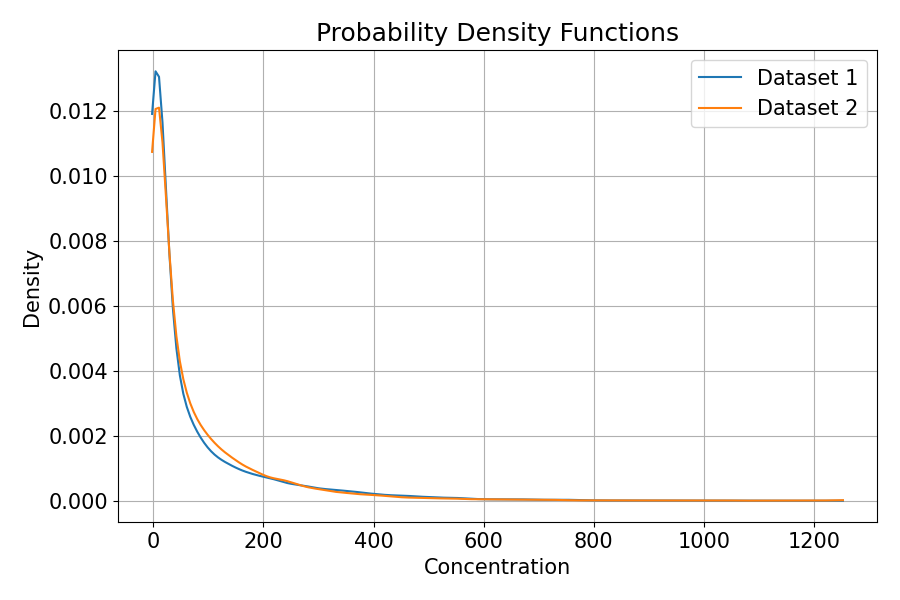 Probability Density Functions
Dataset 1
Dataset 2
0.012
0.010
0.008
0.006
0.004
0.002
0.000
Density
0 200 400 600 800 1000 1200
Concentration